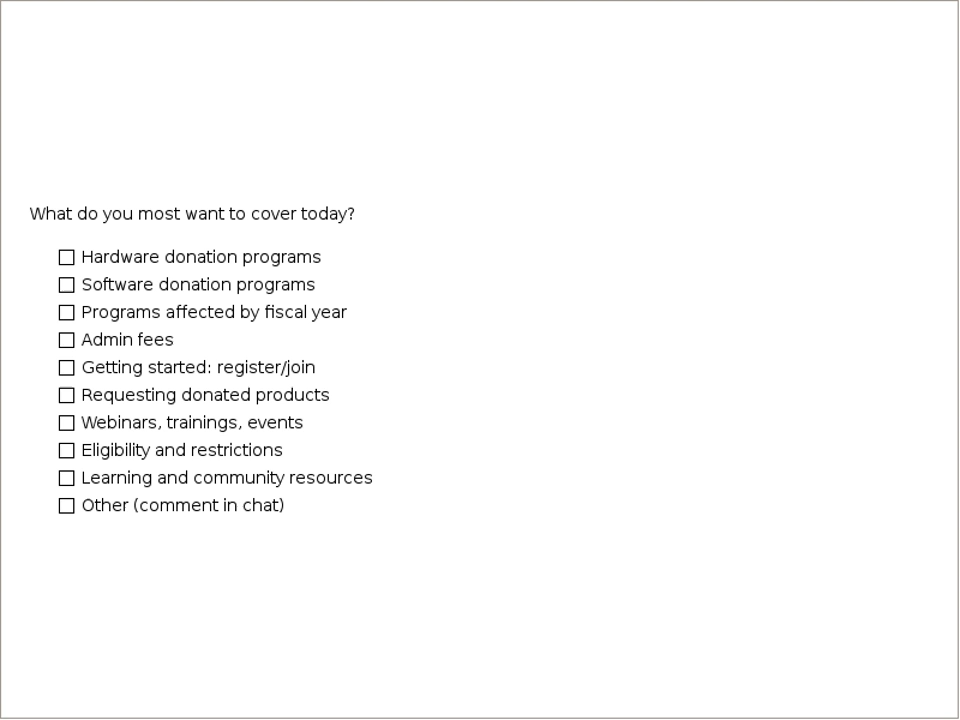 What do you most want to cover today?
Hardware donation programs
Software donation programs
Programs affected by fiscal year
Admin fees
Getting started: register/join
Requesting donated products
Webinars, trainings, events
Eligibility and restrictions
Learning and community resources
Other (comment in chat)